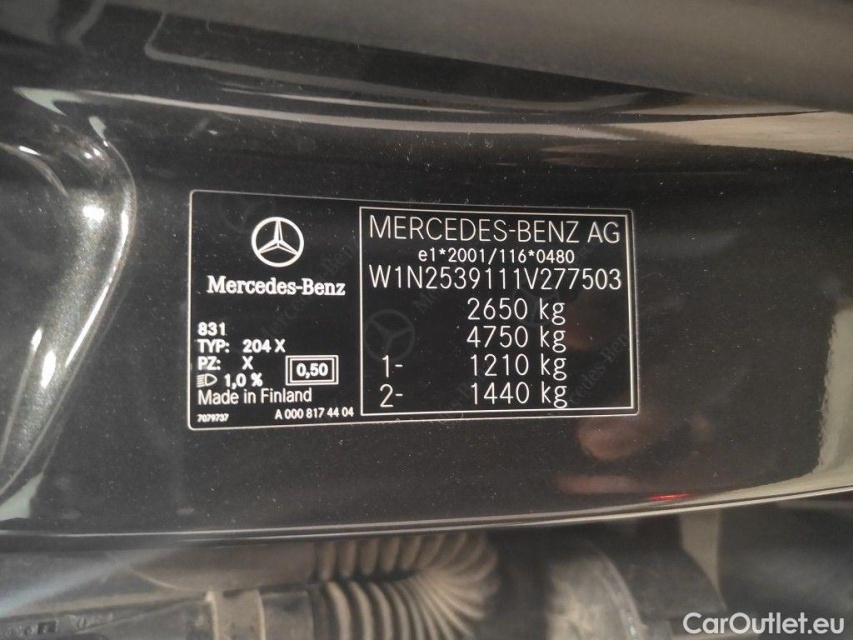 Mercedes-Benz
831
TYP: 204 X
PZ: X
1,0 %
0,50
Made in Finland
7079737 A 000 817 44 04
MERCEDES-BENZ AG
e1*2001/116*0480
W1N2539111V277503
2650 kg
4750 kg
1- 1210 kg
2- 1440 kg
CarOutlet.eu